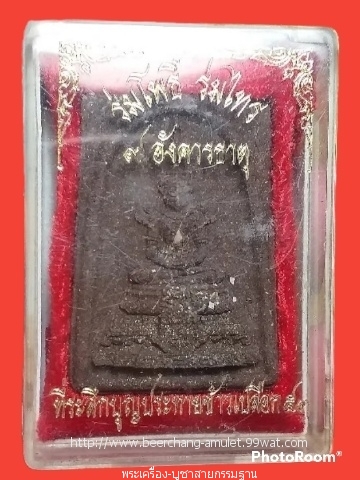 ร่มโพธิ์ ร่มไทร
๙ อังคารธาตุ
ที่ระลึกบุญประทายข้าวเปลือก ๕๐
http://www.beerchang-amulet.99wat.com
PhotoRoom
พระเครื่อง-บูชาสายกรรมฐาน